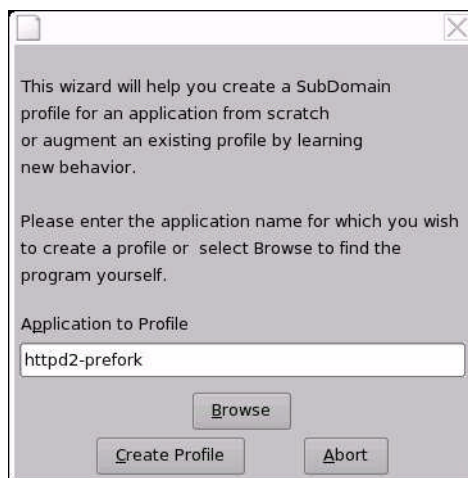 This wizard will help you create a SubDomain
profile for an application from scratch
or augment an existing profile by learning
new behavior.
Please enter the application name for which you wish
to create a profile or select Browse to find the
program yourself.
Application to Profile
httpd2-prefork
Browse
Create Profile
Abort